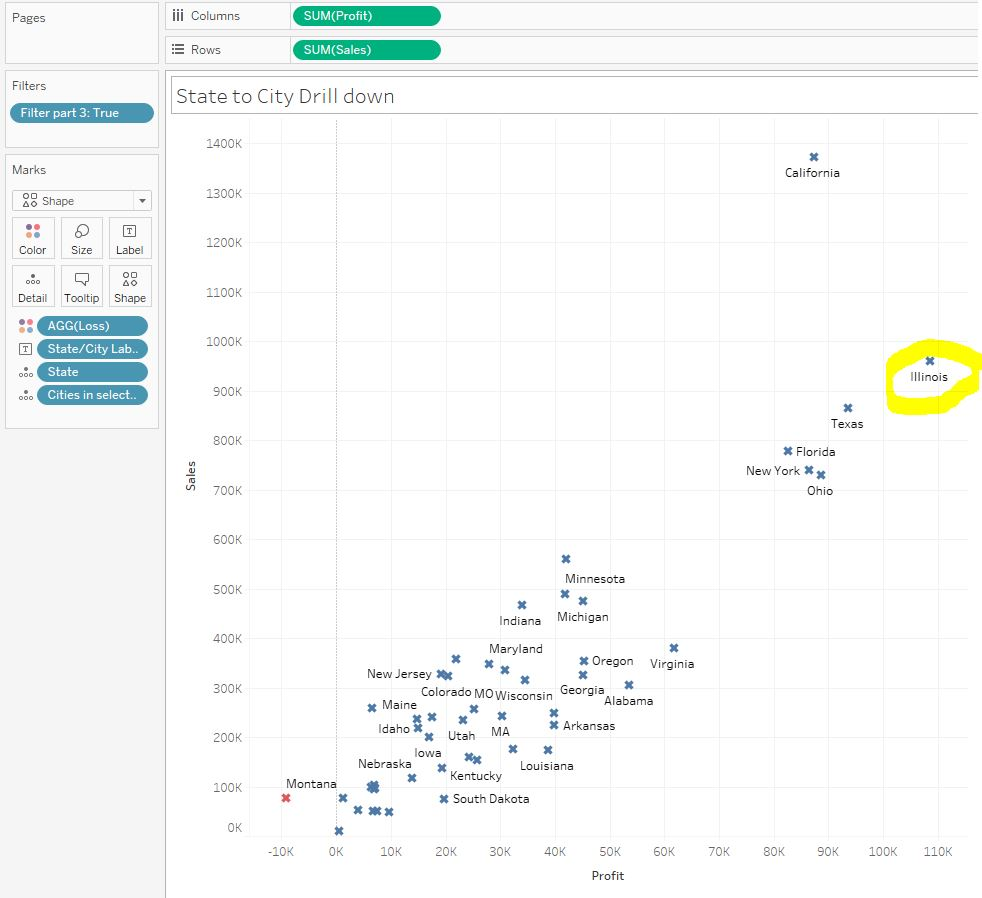 Pages
Columns
SUM(Profit)
Rows
SUM(Sales)
Filters
Filter part 3: True
Marks
Shape
Color
Size
Label
Detail
Tooltip
Shape
AGG(Loss)
State/City Lab..
State
Cities in select..
State to City Drill down
1400K
1300K
1200K
1100K
1000K
900K
800K
700K
600K
500K
400K
300K
200K
100K
0K
Sales
California
Illinois
Texas
Florida
New York
Ohio
Minnesota
Michigan
Indiana
Maryland
Oregon
Virginia
New Jersey
Colorado
MO
Wisconsin
Georgia
Alabama
Maine
Idaho
Utah
MA
Arkansas
Iowa
Louisiana
Nebraska
Kentucky
Montana
South Dakota
-10K
0K
10K
20K
30K
40K
50K
60K
70K
80K
90K
100K
110K
Profit